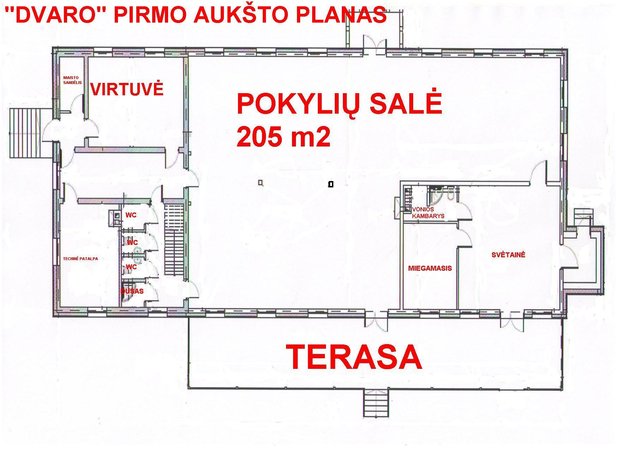 "DVARO" PIRMO AUKŠTO PLANAS
MAISTO
SANDĖLIS
VIRTUVĖ
POKYLIŲ SALĖ
205 m2
WC
VONIOS
KAMBARYS
WC
TECHNĖ PATALPA
SVĖTAINĖ
MIEGAMASIS
WC
DUŠAS
TERASA